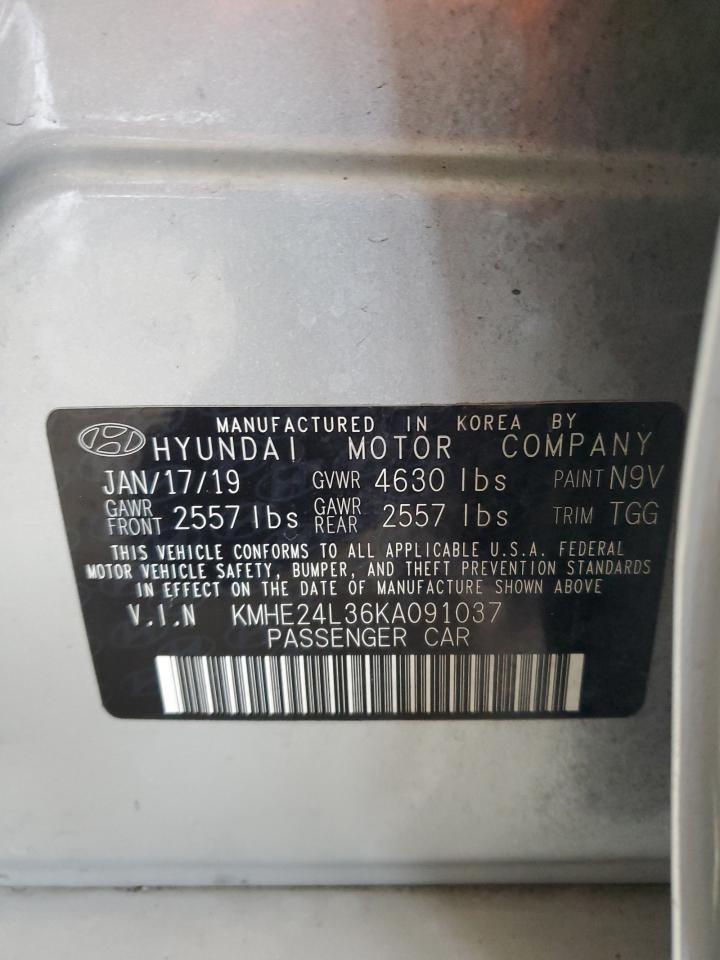 MANUFACTURED IN KOREA BY
HYUNDAI MOTOR COMPANY
JAN/17/19 GVWR 4630 lbs PAINT N9V
GAWR FRONT 2557 lbs GAWR REAR 2557 lbs TRIM TGG
THIS VEHICLE CONFORMS TO ALL APPLICABLE U.S.A. FEDERAL
MOTOR VEHICLE SAFETY, BUMPER, AND THEFT PREVENTION STANDARDS
IN EFFECT ON THE DATE OF MANUFACTURE SHOWN ABOVE
V.I.N KMHE24L36KA091037
PASSENGER CAR